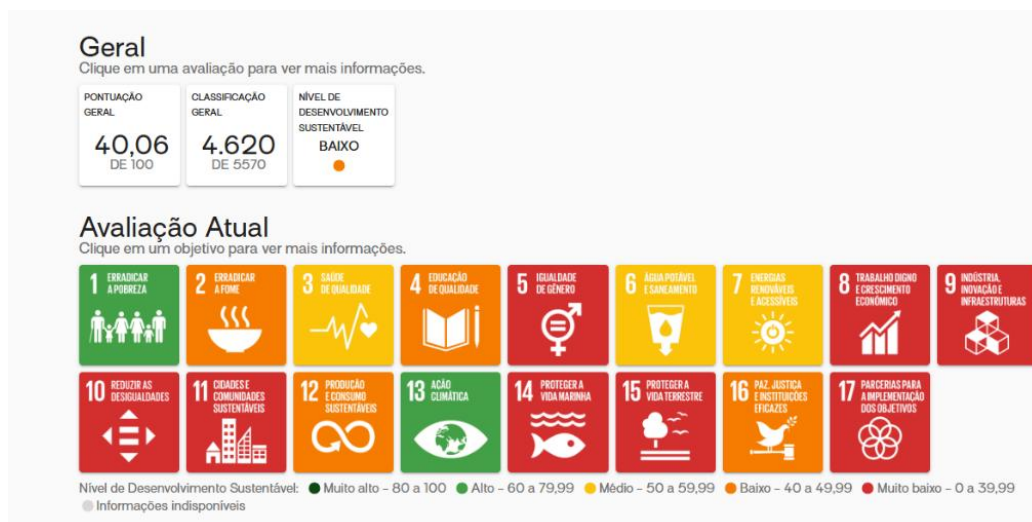 Geral
Clique em uma avaliação para ver mais informações.
PONTUAÇÃO
GERAL
40,06
DE 100
CLASSIFICAÇÃO
GERAL
4.620
DE 5570
NÍVEL DE
DESENVOLVIMENTO
SUSTENTÁVEL
BAIXO
Avaliação Atual
Clique em um objetivo para ver mais informações.
1 ERRADICAR
A POBREZA
2 ERRADICAR
A FOME
3 SAÚDE
DE QUALIDADE
4 EDUCAÇÃO
DE QUALIDADE
5 IGUALDADE
DE GÉNERO
6 ÁGUA POTÁVEL
E SANEAMENTO
7 ENERGIAS
RENOVÁVEIS
E ACESSÍVEIS
8 TRABALHO DIGNO
E CRESCIMENTO
ECONÓMICO
9 INDÚSTRIA,
INOVAÇÃO E
INFRAESTRUTURAS
10 REDUZIR AS
DESIGUALDADES
11 CIDADES E
COMUNIDADES
SUSTENTÁVEIS
12 PRODUÇÃO
E CONSUMO
SUSTENTÁVEIS
13 AÇÃO
CLIMÁTICA
14 PROTEGER A
VIDA MARINHA
15 PROTEGER A
VIDA TERRESTRE
16 PAZ, JUSTIÇA
E INSTITUIÇÕES
EFICAZES
17 PARCERIAS PARA
A IMPLEMENTAÇÃO
DOS OBJETIVOS
Nível de Desenvolvimento Sustentável: Muito alto - 80 a 100 Alto - 60 a 79,99 Médio - 50 a 59,99 Baixo - 40 a 49,99 Muito baixo - 0 a 39,99
Informações indisponíveis